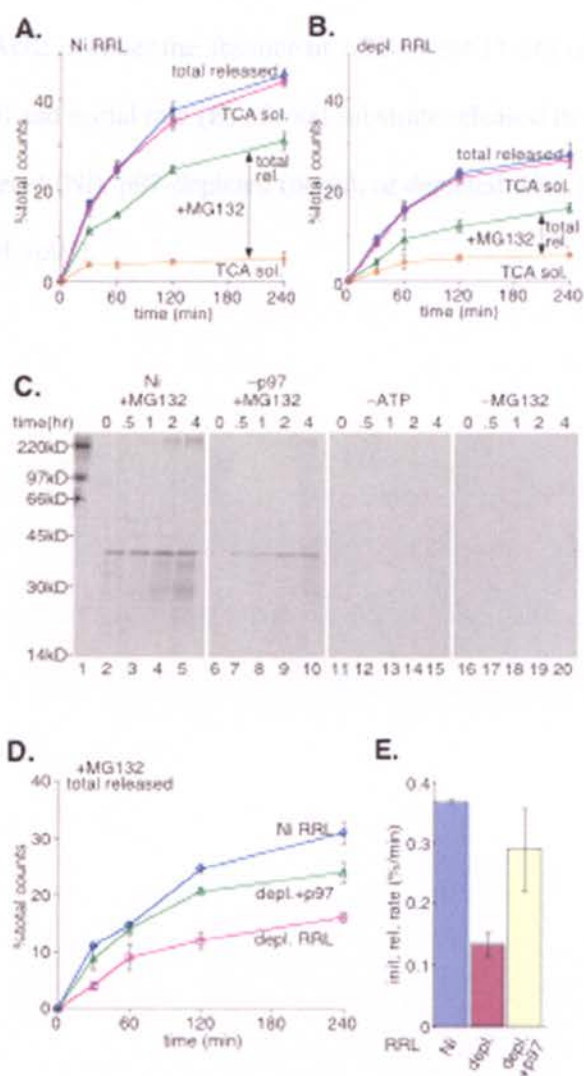 A.
Ni RRL
total released
TCA sol.
total
rel.
+MG132
TCA sol.
%total counts
40
20
0
0 60 120 180 240
time (min)
B.
depl. RRL
total released
TCA sol.
total
rel.
+MG132
TCA sol.
%total counts
40
20
0
0 60 120 180 240
time (min)
C.
Ni
+MG132
-p97
+MG132
-ATP
-MG132
time(hr) 0 .5 1 2 4 0 .5 1 2 4 0 .5 1 2 4 0 .5 1 2 4
220kD
97kD
66kD
45kD
30kD
14kD
1 2 3 4 5 6 7 8 9 10 11 12 13 14 15 16 17 18 19 20
D.
+MG132
total released
Ni RRL
depl.+p97
depl. RRL
%total counts
40
30
20
10
0
0 60 120 180 240
time (min)
E.
init. rel. rate (%/min)
0.4
0.3
0.2
0.1
0
RRL Ni depl. depl. +p97